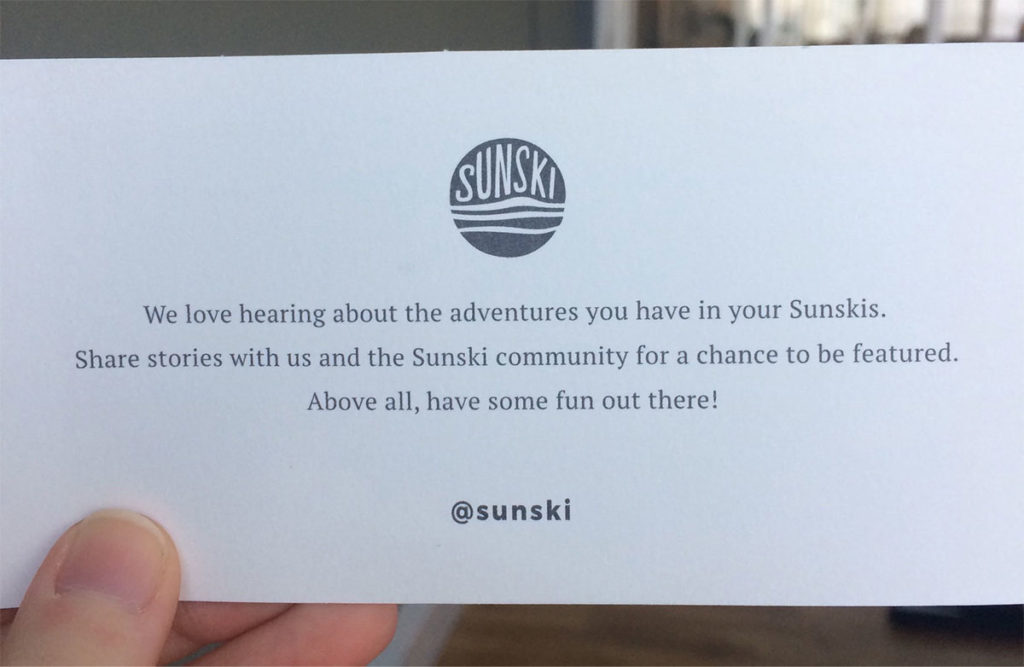 SUNSKI
We love hearing about the adventures you have in your Sunskis.
Share stories with us and the Sunski community for a chance to be featured.
Above all, have some fun out there!
@sunski